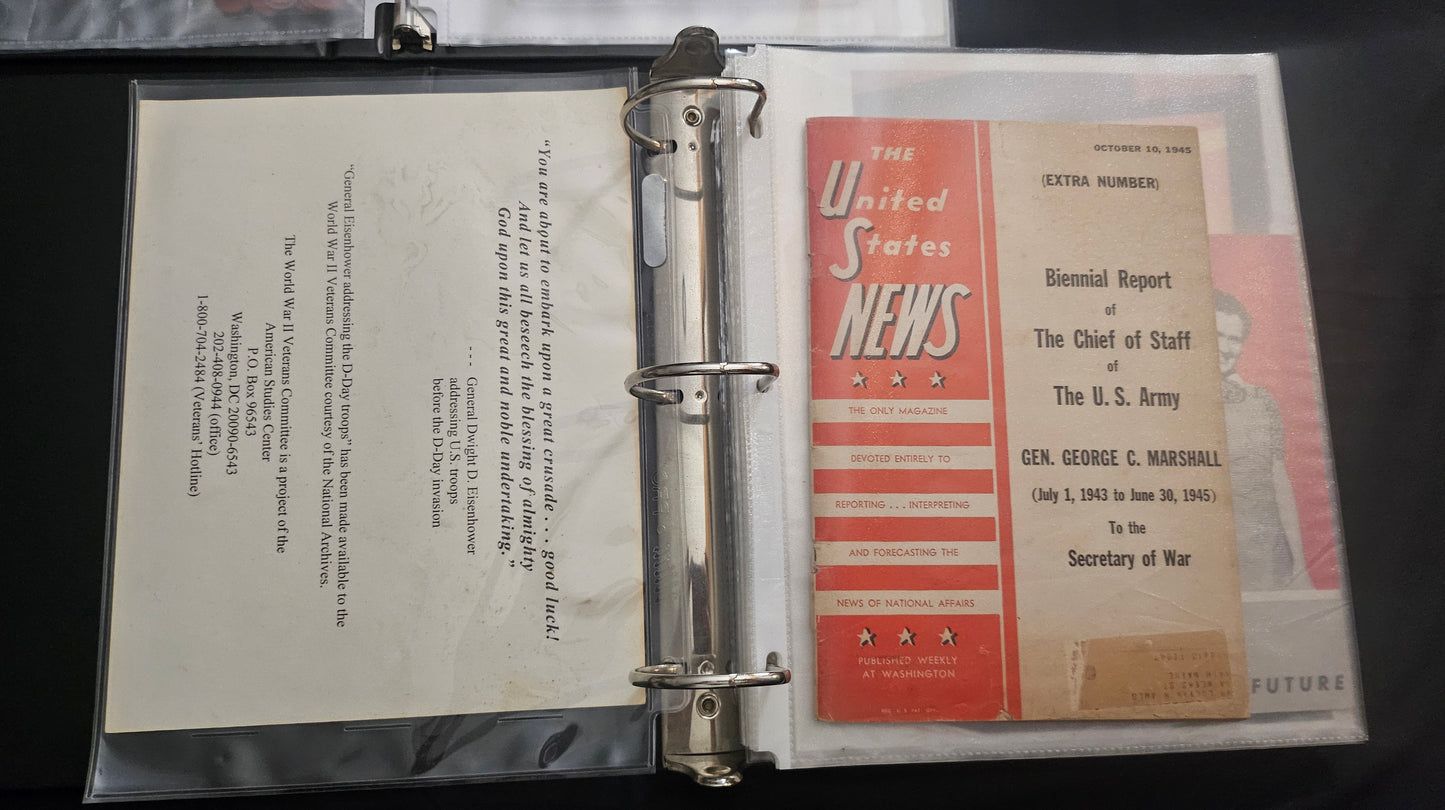 "You are about to embark upon a great crusade . . . good luck!
And let us all beseech the blessing of almighty
God upon this great and noble undertaking."
--- General Dwight D. Eisenhower
addressing U.S. troops
before the D-Day invasion
"General Eisenhower addressing the D-Day troops" has been made available to the
World War II Veterans Committee courtesy of the National Archives.
The World War II Veterans Committee is a project of the
American Studies Center
P.O. Box 96543
Washington, DC 20090-6543
202-408-0944 (office)
1-800-704-2484 (Veterans' Hotline)
THE
United
States
NEWS
THE ONLY MAGAZINE
DEVOTED ENTIRELY TO
REPORTING . . . INTERPRETING
AND FORECASTING THE
NEWS OF NATIONAL AFFAIRS
PUBLISHED WEEKLY
AT WASHINGTON
REG. U. S. PAT.
OCTOBER 10, 1945
(EXTRA NUMBER)
Biennial Report
of
The Chief of Staff
of
The U. S. Army
GEN. GEORGE C. MARSHALL
(July 1, 1943 to June 30, 1945)
To the
Secretary of War
FUTURE